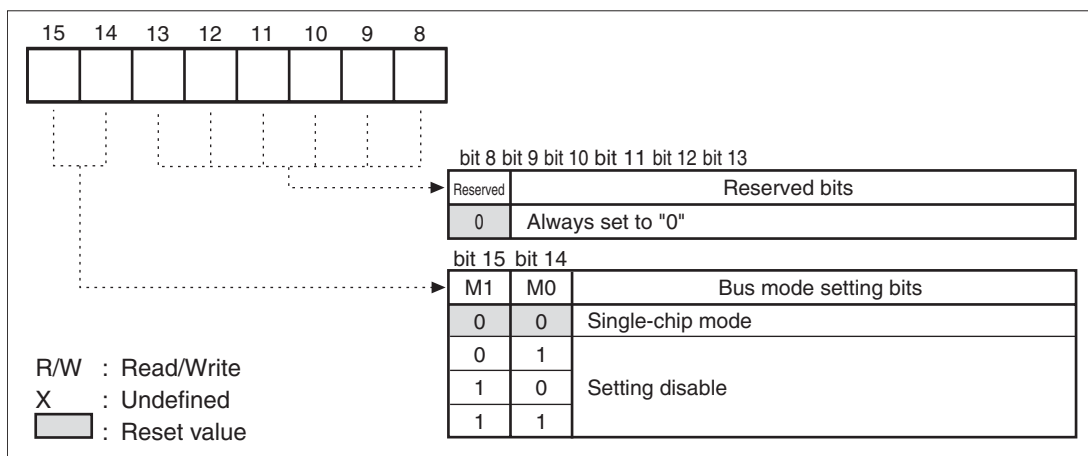 15 14 13 12 11 10 9 8
bit 8 bit 9 bit 10 bit 11 bit 12 bit 13
Reserved Reserved bits
0 Always set to "0"
bit 15 bit 14
M1 M0 Bus mode setting bits
0 0 Single-chip mode
0 1
1 0 Setting disable
1 1
R/W : Read/Write
X : Undefined
: Reset value